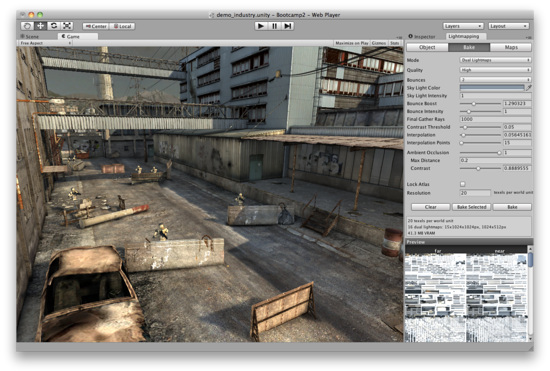 demo_industry.unity - Bootcamp2 - Web Player
Center Local Layers Layout
Scene Game Inspector Lightmapping
Free Aspect Maximize on Play Gizmos Stats
Object Bake Maps
Mode Dual Lightmaps
Quality High
Bounces 2
Sky Light Color
Sky Light Intensity 1
Bounce Boost 1.290323
Bounce Intensity 1
Final Gather Rays 1000
Contrast Threshold 0.05
Interpolation 0.05645161
Interpolation Points 15
Ambient Occlusion 1
Max Distance 0.2
Contrast 0.8889555
Lock Atlas
Resolution 20 texels per world unit
Clear Bake Selected Bake
20 texels per world unit
16 dual lightmaps: 15x1024x1024px, 1024x512px
41.3 MB VRAM
Preview
far near